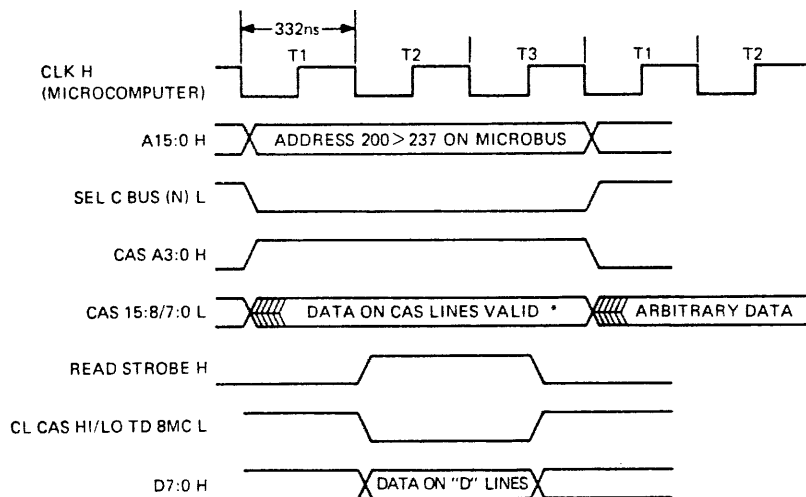 332ns
T1 T2 T3 T1 T2
CLK H
(MICROCOMPUTER)
A15:0 H
ADDRESS 200 > 237 ON MICROBUS
SEL C BUS (N) L
CAS A3:0 H
CAS 15:8/7:0 L
DATA ON CAS LINES VALID *
ARBITRARY DATA
READ STROBE H
CL CAS HI/LO TD 8MC L
D7:0 H
DATA ON "D" LINES